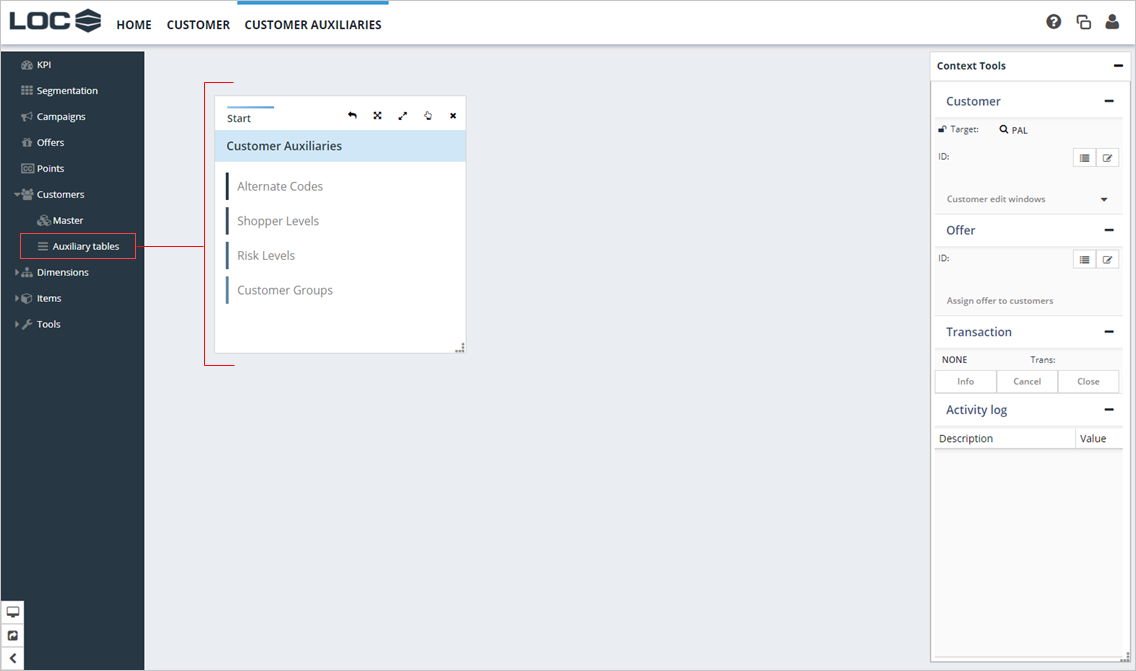 LOC
HOME CUSTOMER CUSTOMER AUXILIARIES
KPI
Segmentation
Campaigns
Offers
Points
Customers
Master
Auxiliary tables
Dimensions
Items
Tools
Start
Customer Auxiliaries
Alternate Codes
Shopper Levels
Risk Levels
Customer Groups
Context Tools
Customer
Target: PAL
ID:
Customer edit windows
Offer
ID:
Assign offer to customers
Transaction
NONE Trans:
Info Cancel Close
Activity log
Description Value